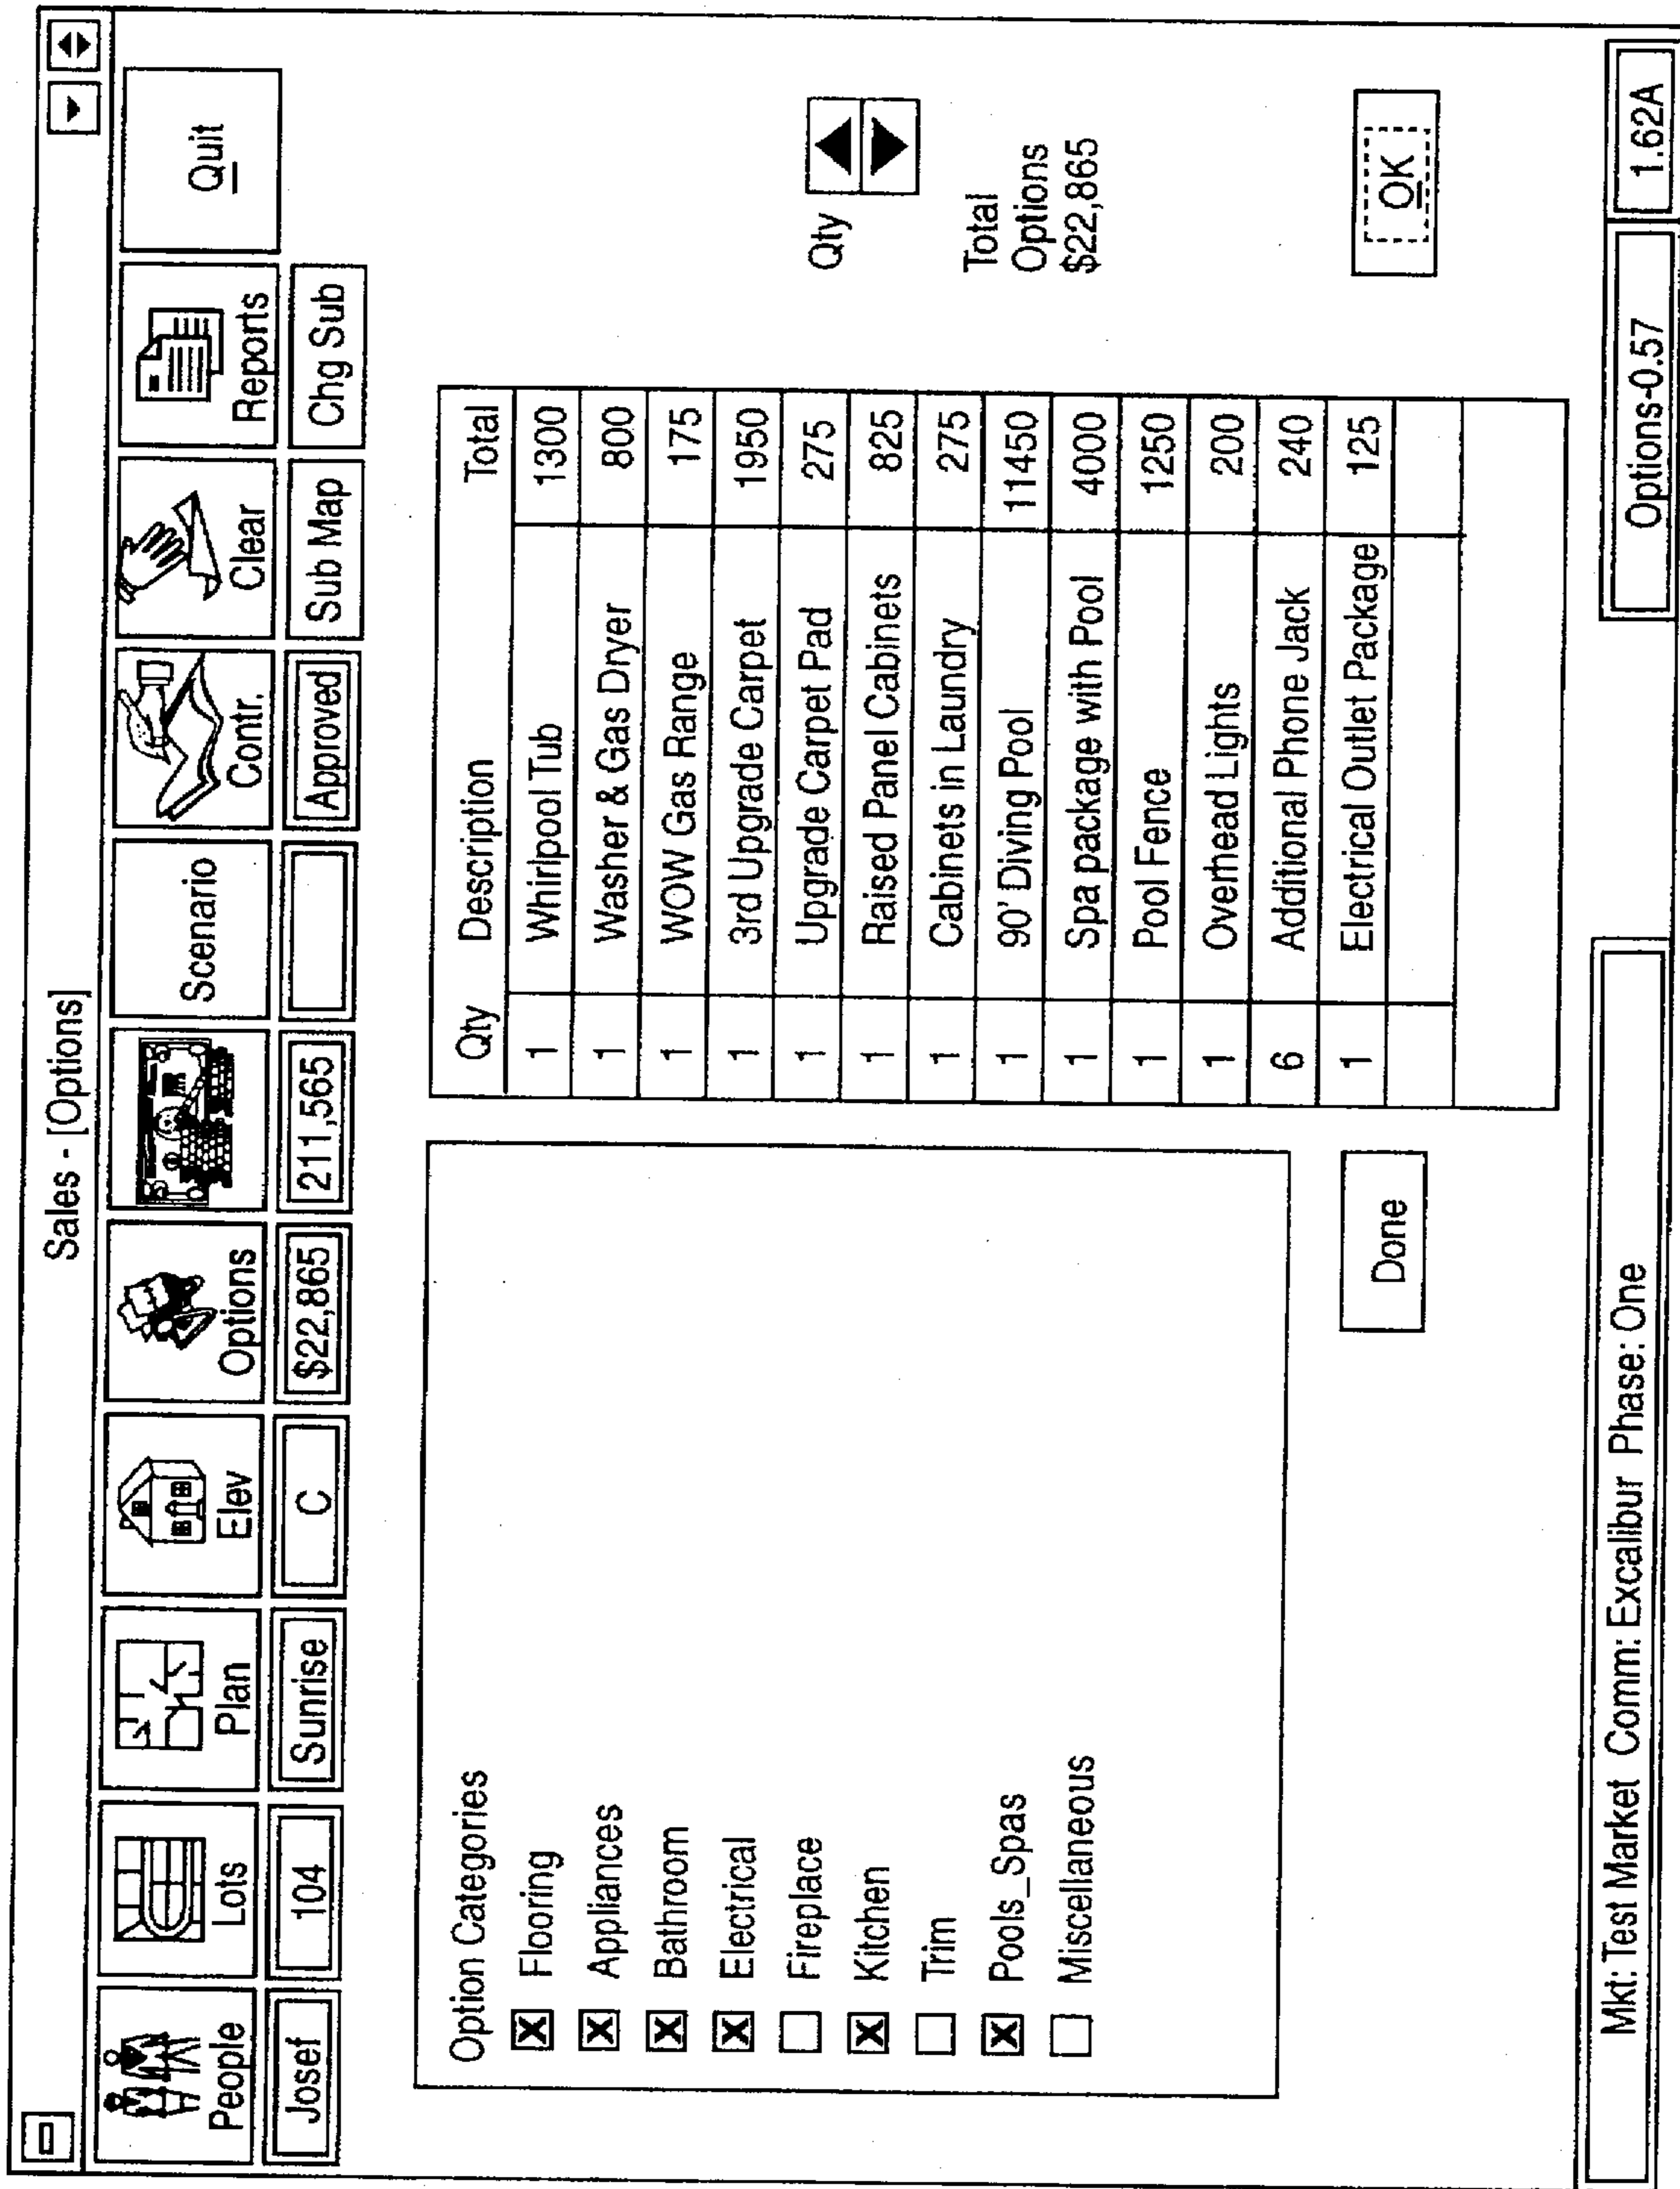 Sales - [Options]
People Lots Plan Elev Options Scenario Contr. Clear Reports Quit
Josef 104 Sunrise C $22,865 211,565 Approved Sub Map Chg Sub
Option Categories
X Flooring
X Appliances
X Bathroom
X Electrical
Fireplace
X Kitchen
Trim
X Pools_Spas
Miscellaneous
Done
Qty Description Total
1 Whirlpool Tub 1300
1 Washer & Gas Dryer 800
1 WOW Gas Range 175
1 3rd Upgrade Carpet 1950
1 Upgrade Carpet Pad 275
1 Raised Panel Cabinets 825
1 Cabinets in Laundry 275
1 90' Diving Pool 11450
1 Spa package with Pool 4000
1 Pool Fence 1250
1 Overhead Lights 200
6 Additional Phone Jack 240
1 Electrical Outlet Package 125
Qty
Total
Options
$22,865
OK
Mkt: Test Market Comm: Excalibur Phase: One
Options-0.57
1.62A